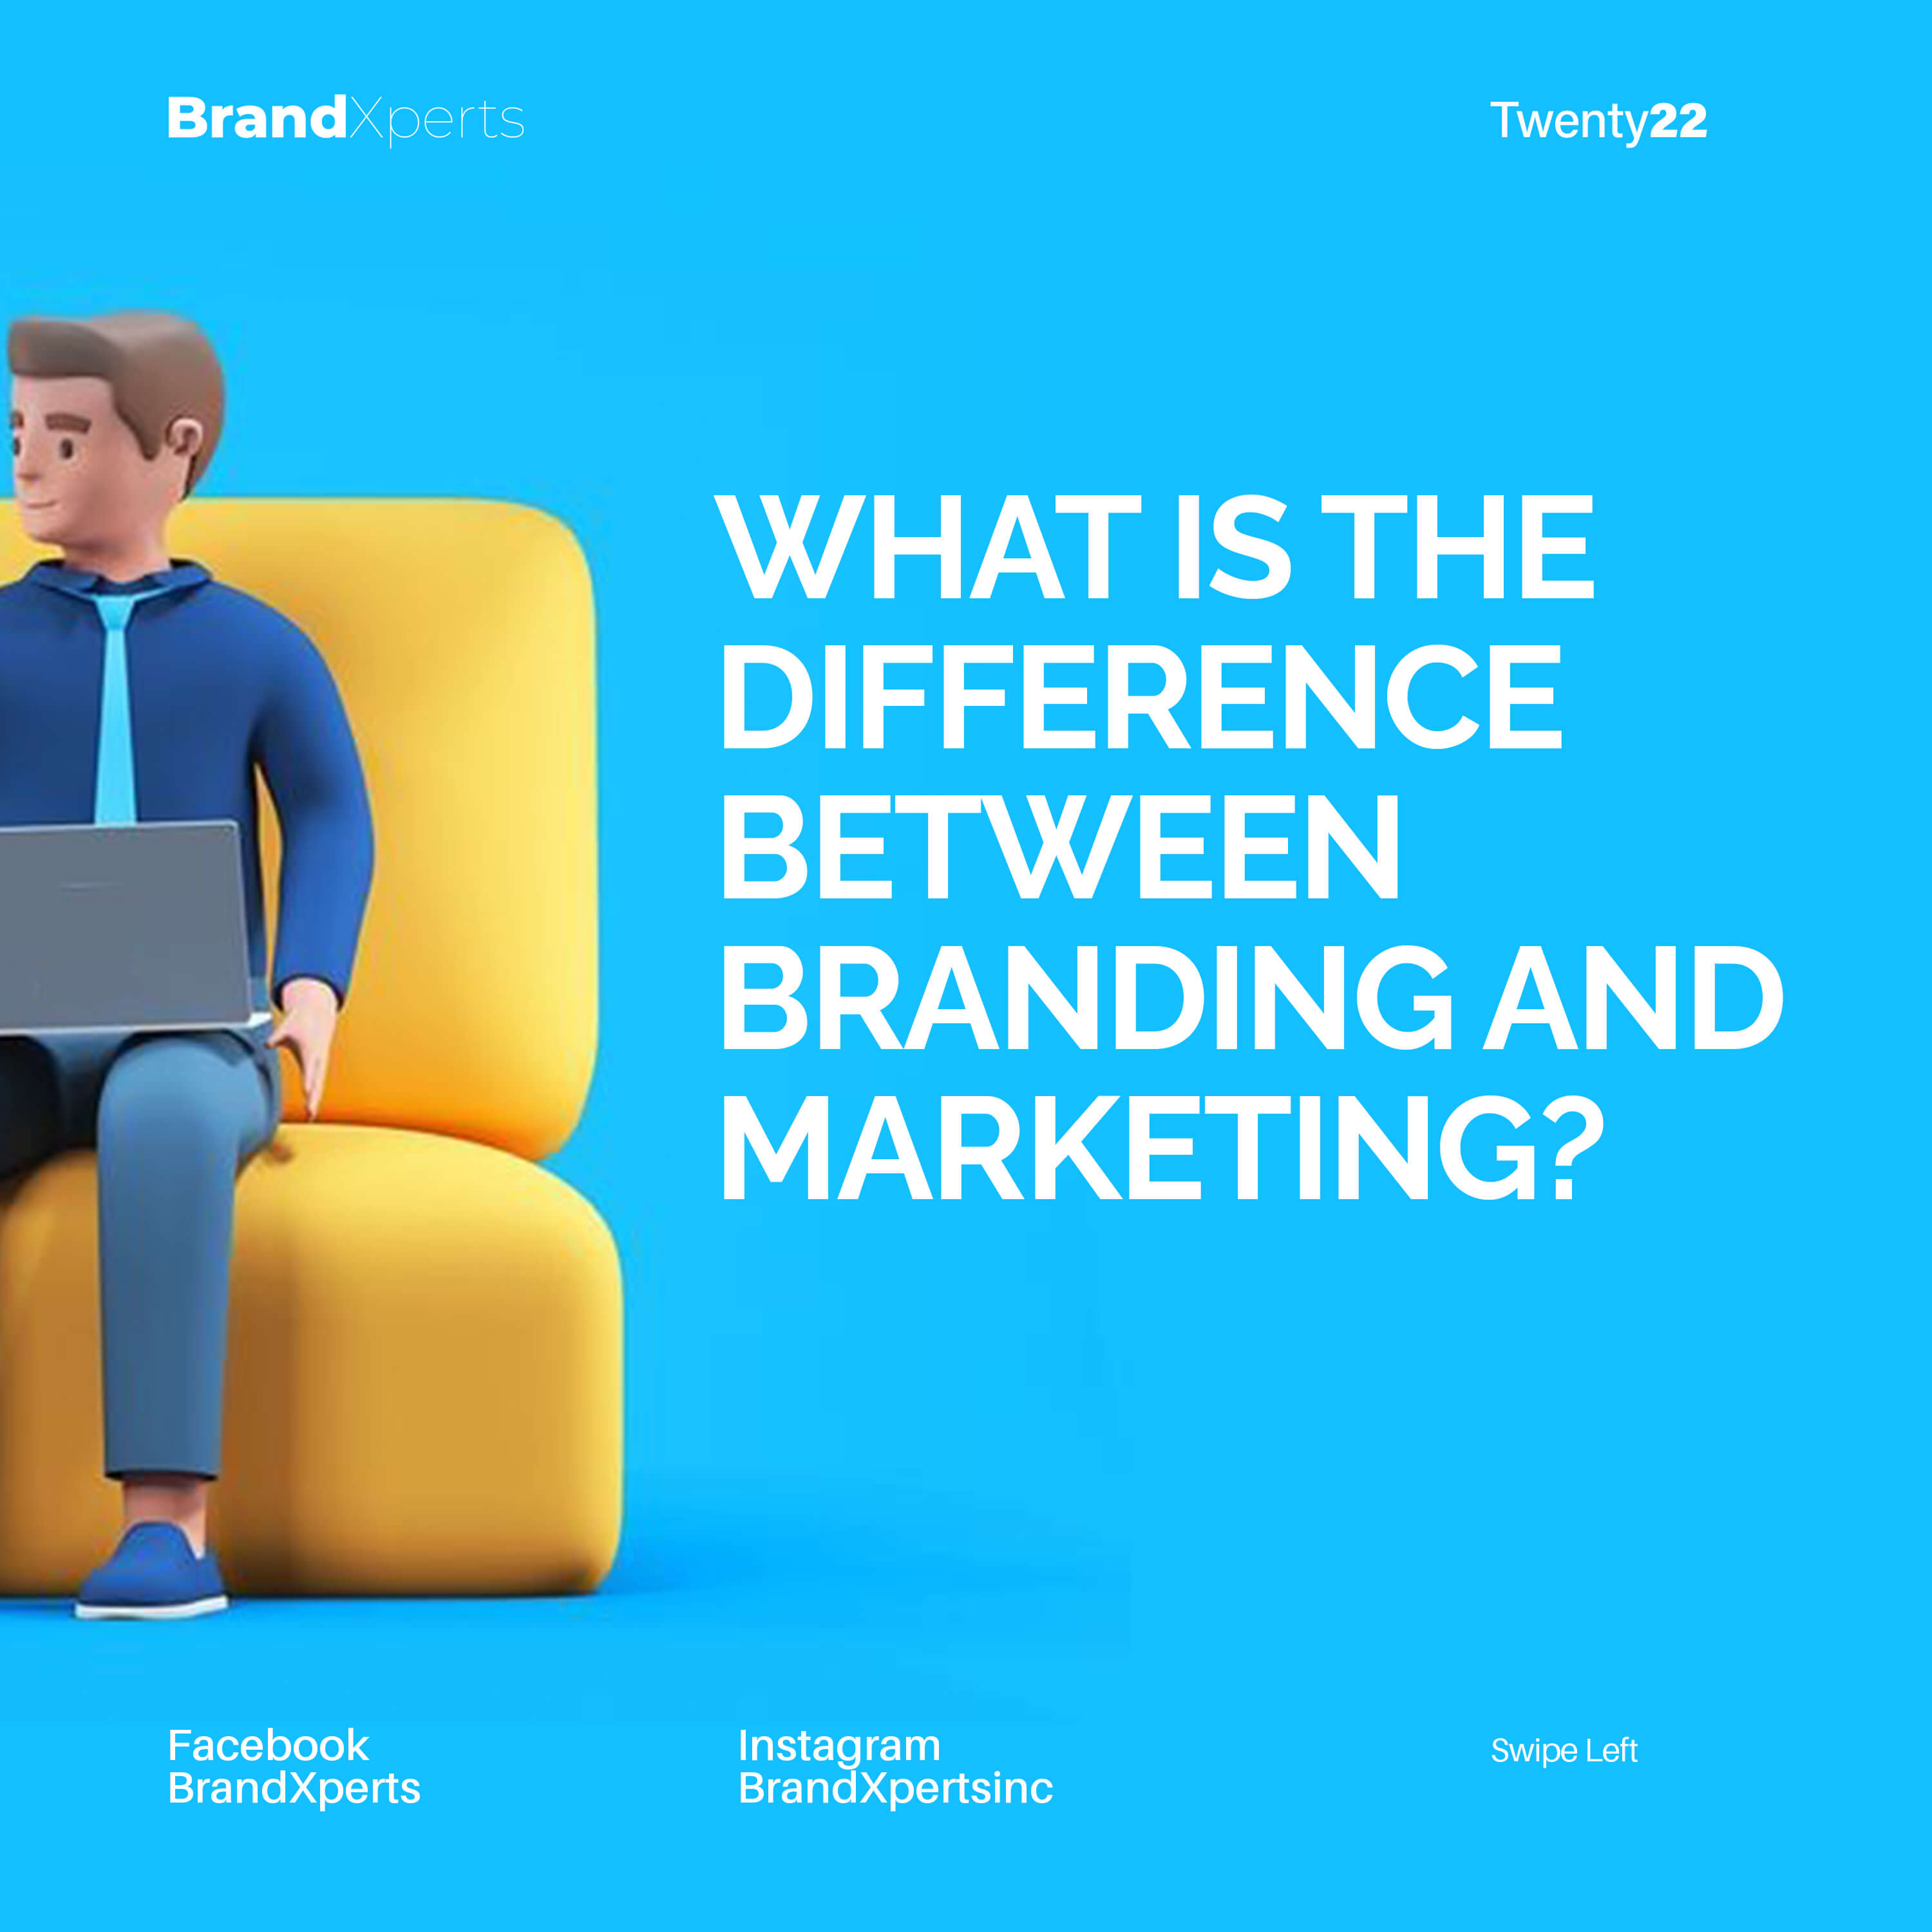 BrandXperts
Twenty22
WHAT IS THE
DIFFERENCE
BETWEEN
BRANDING AND
MARKETING?
Facebook
BrandXperts
Instagram
BrandXpertsinc
Swipe Left